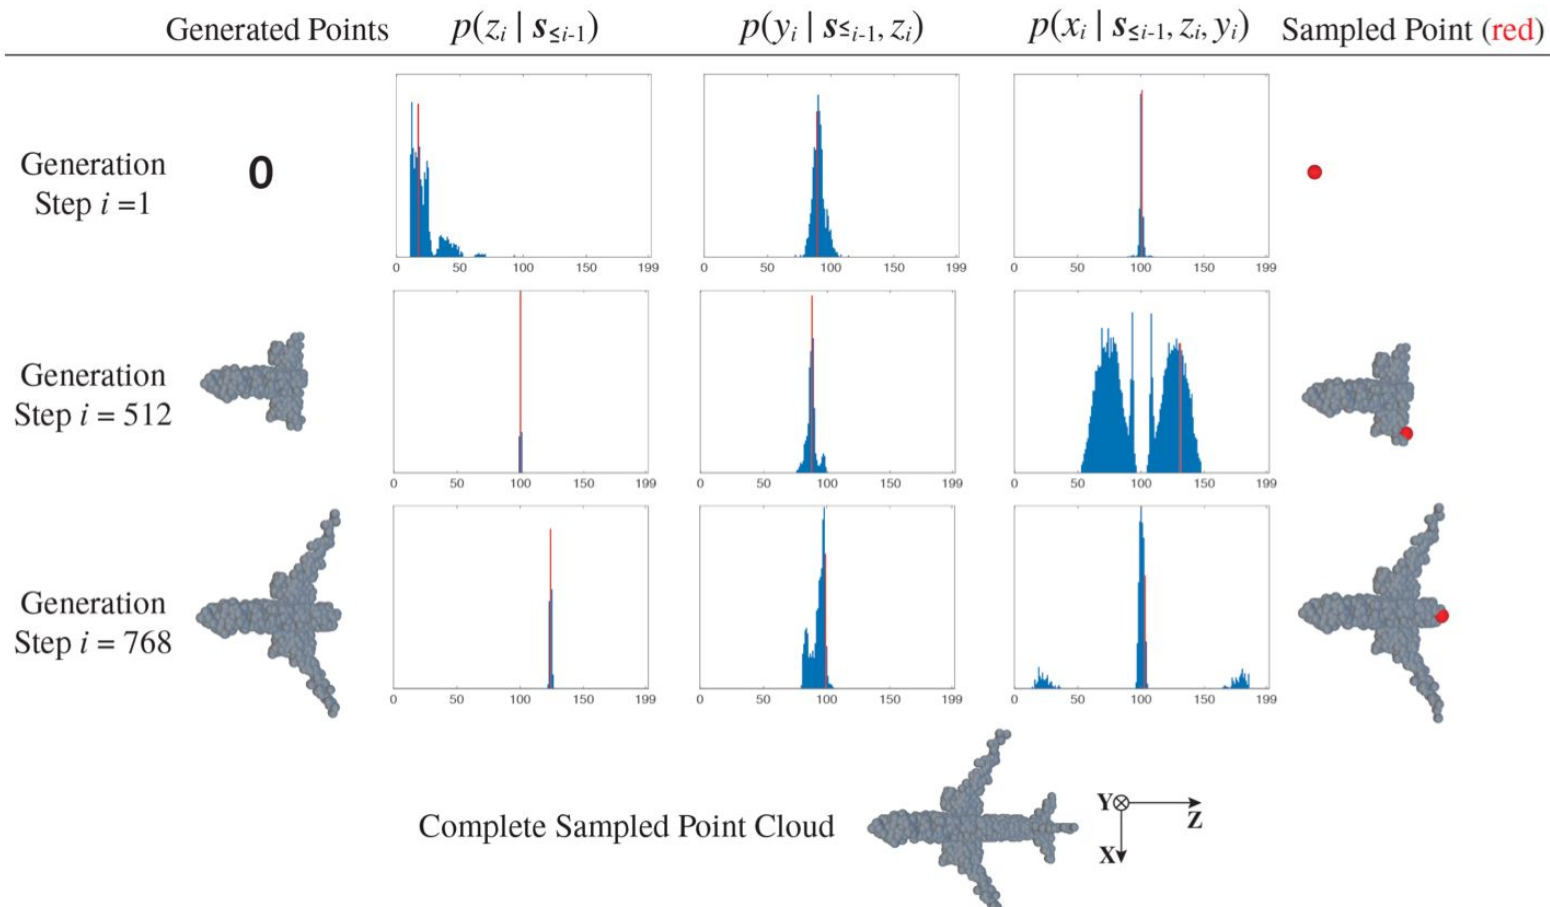 Generated Points p(z_i | s_≤i-1) p(y_i | s_≤i-1, z_i) p(x_i | s_≤i-1, z_i, y_i) Sampled Point (red)
Generation
Step i =1
0
0 50 100 150 199
0 50 100 150 199
0 50 100 150 199
Generation
Step i = 512
0 50 100 150 199
0 50 100 150 199
0 50 100 150 199
Generation
Step i = 768
0 50 100 150 199
0 50 100 150 199
0 50 100 150 199
Complete Sampled Point Cloud
Y
Z
X